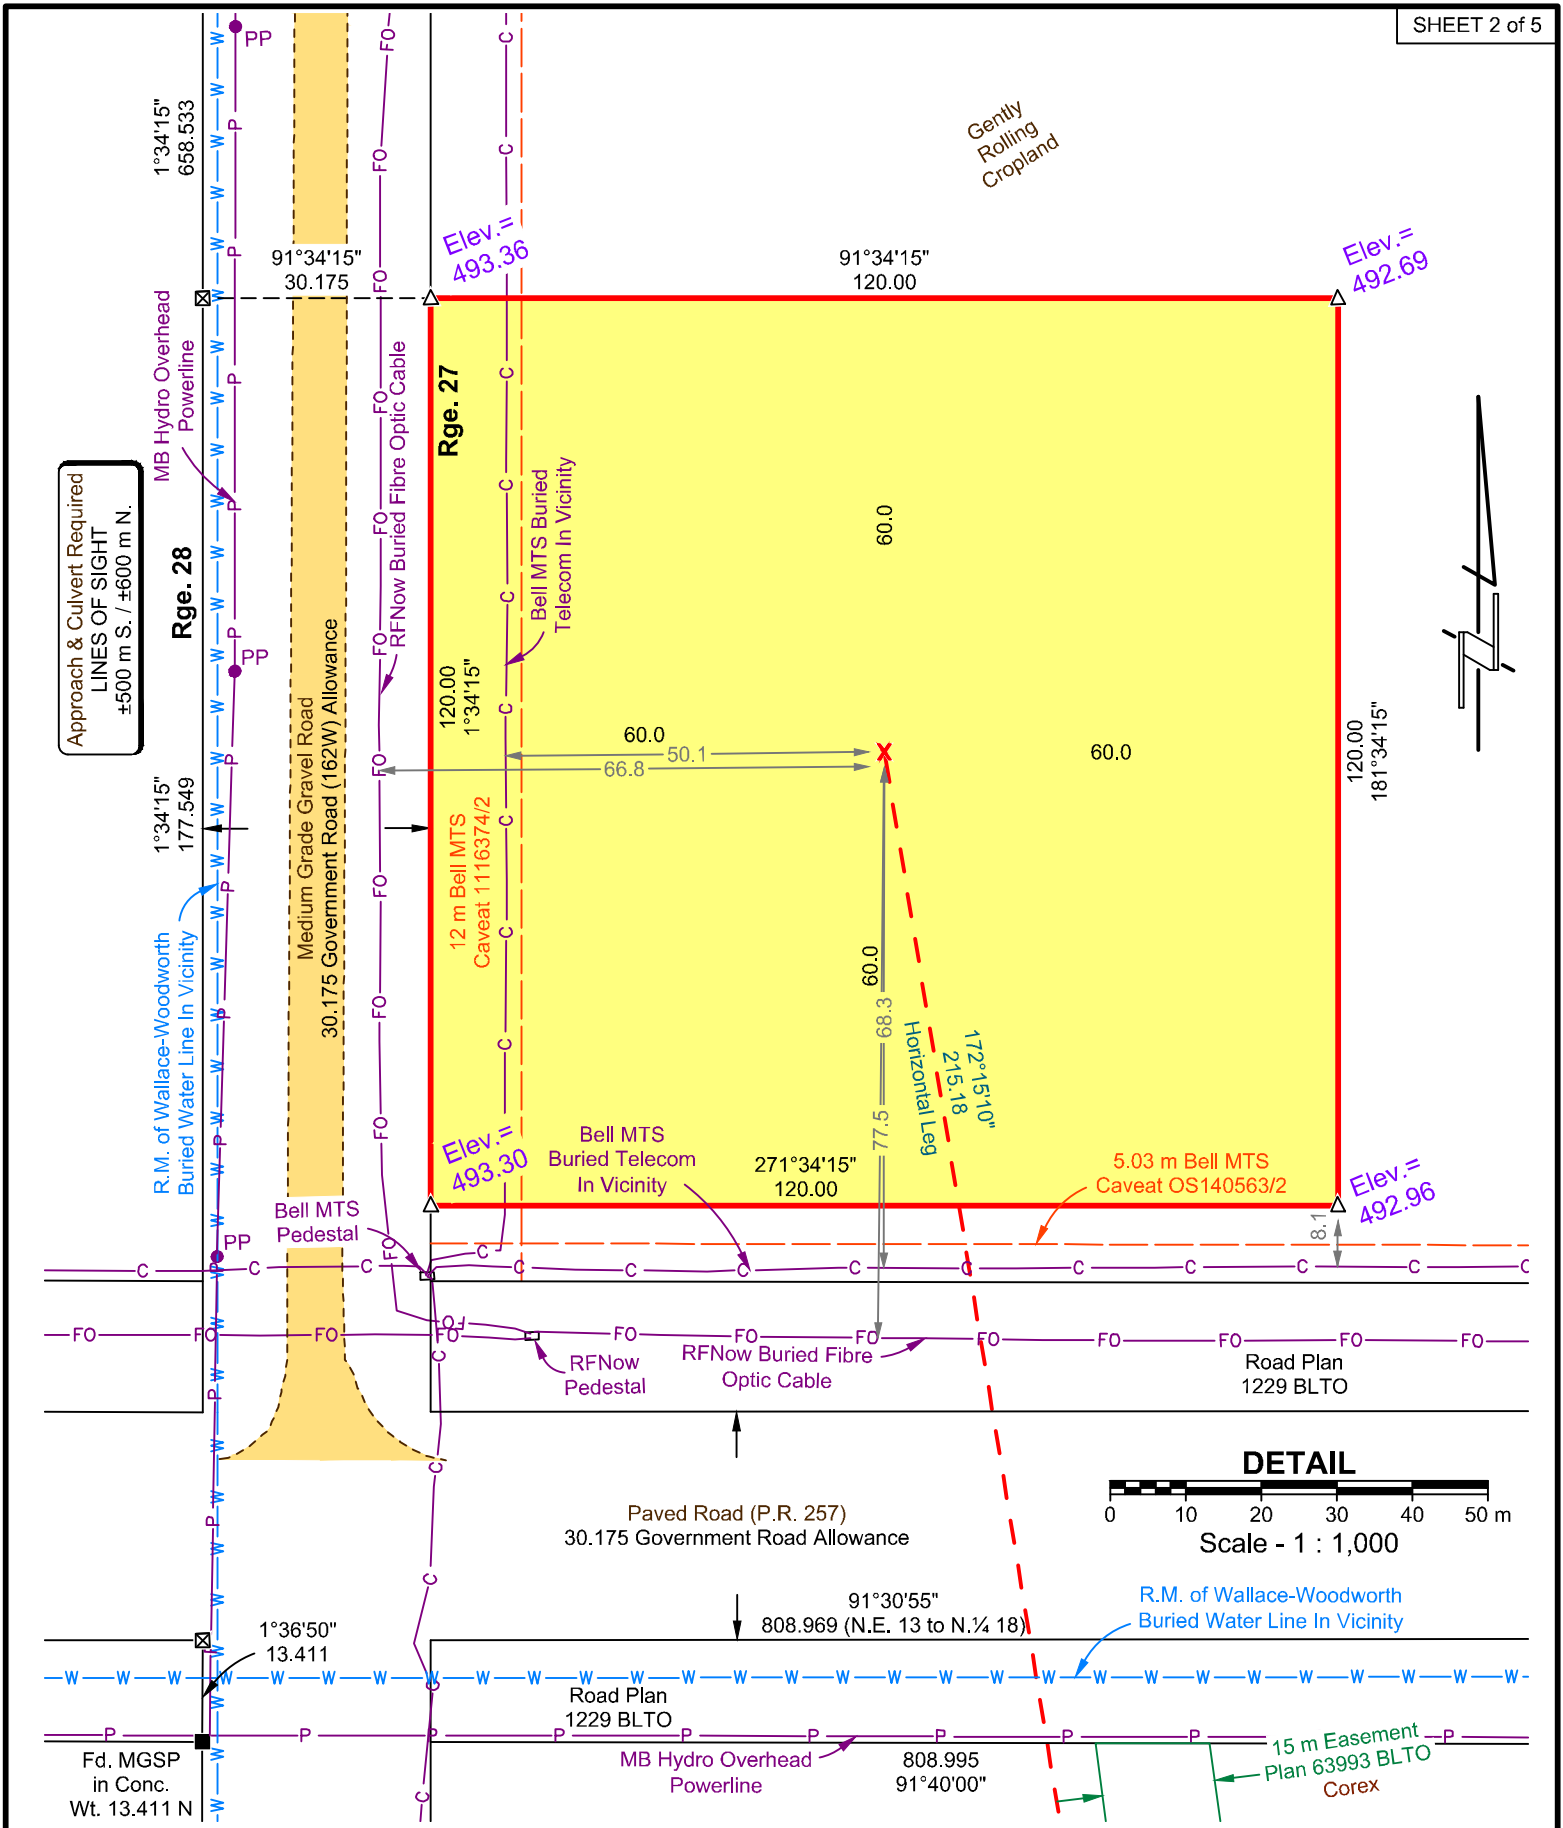 SHEET 2 of 5
PP
1°34'15"
658.533
Gently
Rolling
Cropland
91°34'15"
30.175
Elev.=
493.36
91°34'15"
120.00
Elev.=
492.69
MB Hydro Overhead
Powerline
RFNow Buried Fibre Optic Cable
Rge. 27
Bell MTS Buried
Telecom In Vicinity
Approach & Culvert Required
LINES OF SIGHT
±500 m S. / ±600 m N.
Rge. 28
PP
60.0
Medium Grade Gravel Road
30.175 Government Road (162W) Allowance
120.00
1°34'15"
60.0
50.1
66.8
X
60.0
120.00
181°34'15"
1°34'15"
177.549
12 m Bell MTS
Caveat 1116374/2
R.M. of Wallace-Woodworth
Buried Water Line In Vicinity
60.0
68.3
77.5
172°15'10"
215.18
Horizontal Leg
Elev.=
493.30
Bell MTS
Buried Telecom
In Vicinity
271°34'15"
120.00
5.03 m Bell MTS
Caveat OS140563/2
Elev.=
492.96
8.1
Bell MTS
Pedestal
PP
C C C C C C C C C C C C C
FO FO FO FO FO FO FO FO FO FO FO FO
RFNow
Pedestal
RFNow Buried Fibre
Optic Cable
Road Plan
1229 BLTO
DETAIL
0 10 20 30 40 50 m
Scale - 1 : 1,000
Paved Road (P.R. 257)
30.175 Government Road Allowance
91°30'55"
808.969 (N.E. 13 to N.¼ 18)
R.M. of Wallace-Woodworth
Buried Water Line In Vicinity
1°36'50"
13.411
W W W W W W W W W W W W W W W W W W W W W W W W W W W W
Road Plan
1229 BLTO
P P P P P P P P P P
MB Hydro Overhead
Powerline
808.995
91°40'00"
15 m Easement
Plan 63993 BLTO
Corex
Fd. MGSP
in Conc.
Wt. 13.411 N